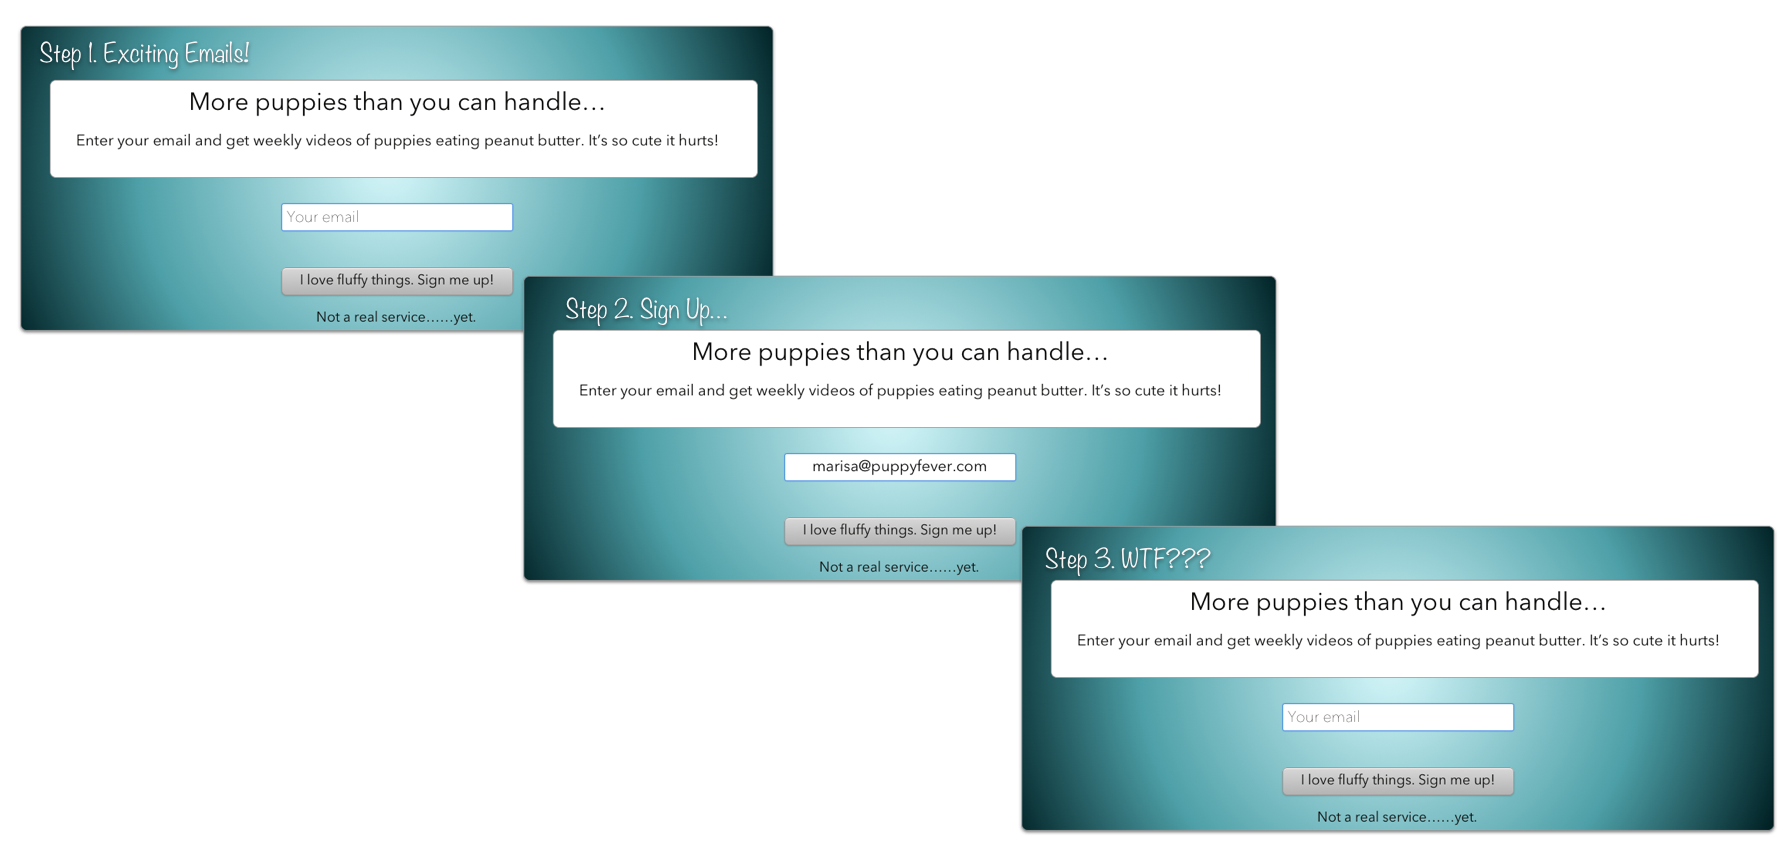 Step 1. Exciting Emails!
More puppies than you can handle…
Enter your email and get weekly videos of puppies eating peanut butter. It’s so cute it hurts!
Your email
I love fluffy things. Sign me up!
Not a real service……yet.
Step 2. Sign Up...
More puppies than you can handle…
Enter your email and get weekly videos of puppies eating peanut butter. It’s so cute it hurts!
marisa@puppyfever.com
I love fluffy things. Sign me up!
Not a real service……yet.
Step 3. WTF???
More puppies than you can handle…
Enter your email and get weekly videos of puppies eating peanut butter. It’s so cute it hurts!
Your email
I love fluffy things. Sign me up!
Not a real service……yet.